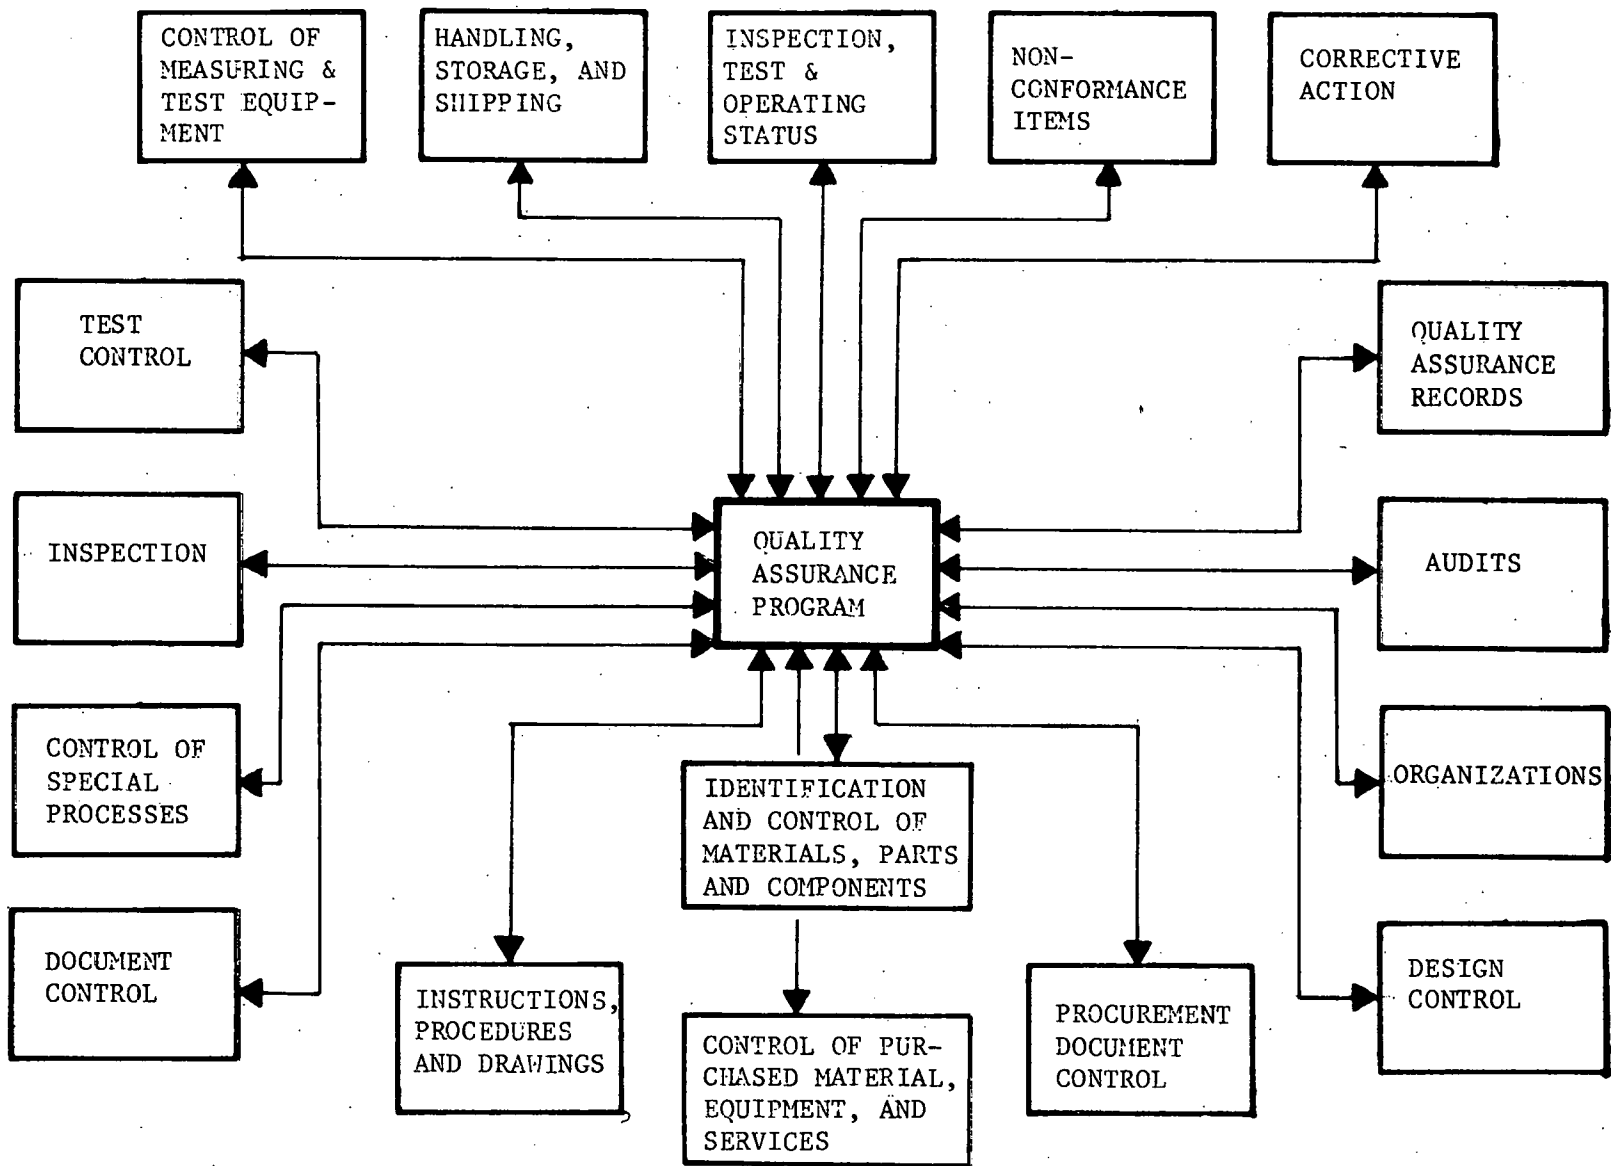 CONTROL OF
MEASURING &
TEST EQUIP-
MENT
HANDLING,
STORAGE, AND
SHIPPING
INSPECTION,
TEST &
OPERATING
STATUS
NON-
CONFORMANCE
ITEMS
CORRECTIVE
ACTION
TEST
CONTROL
QUALITY
ASSURANCE
RECORDS
INSPECTION
QUALITY
ASSURANCE
PROGRAM
AUDITS
CONTROL OF
SPECIAL
PROCESSES
IDENTIFICATION
AND CONTROL OF
MATERIALS, PARTS
AND COMPONENTS
ORGANIZATIONS
DOCUMENT
CONTROL
INSTRUCTIONS,
PROCEDURES
AND DRAWINGS
CONTROL OF PUR-
CHASED MATERIAL,
EQUIPMENT, AND
SERVICES
PROCUREMENT
DOCUMENT
CONTROL
DESIGN
CONTROL